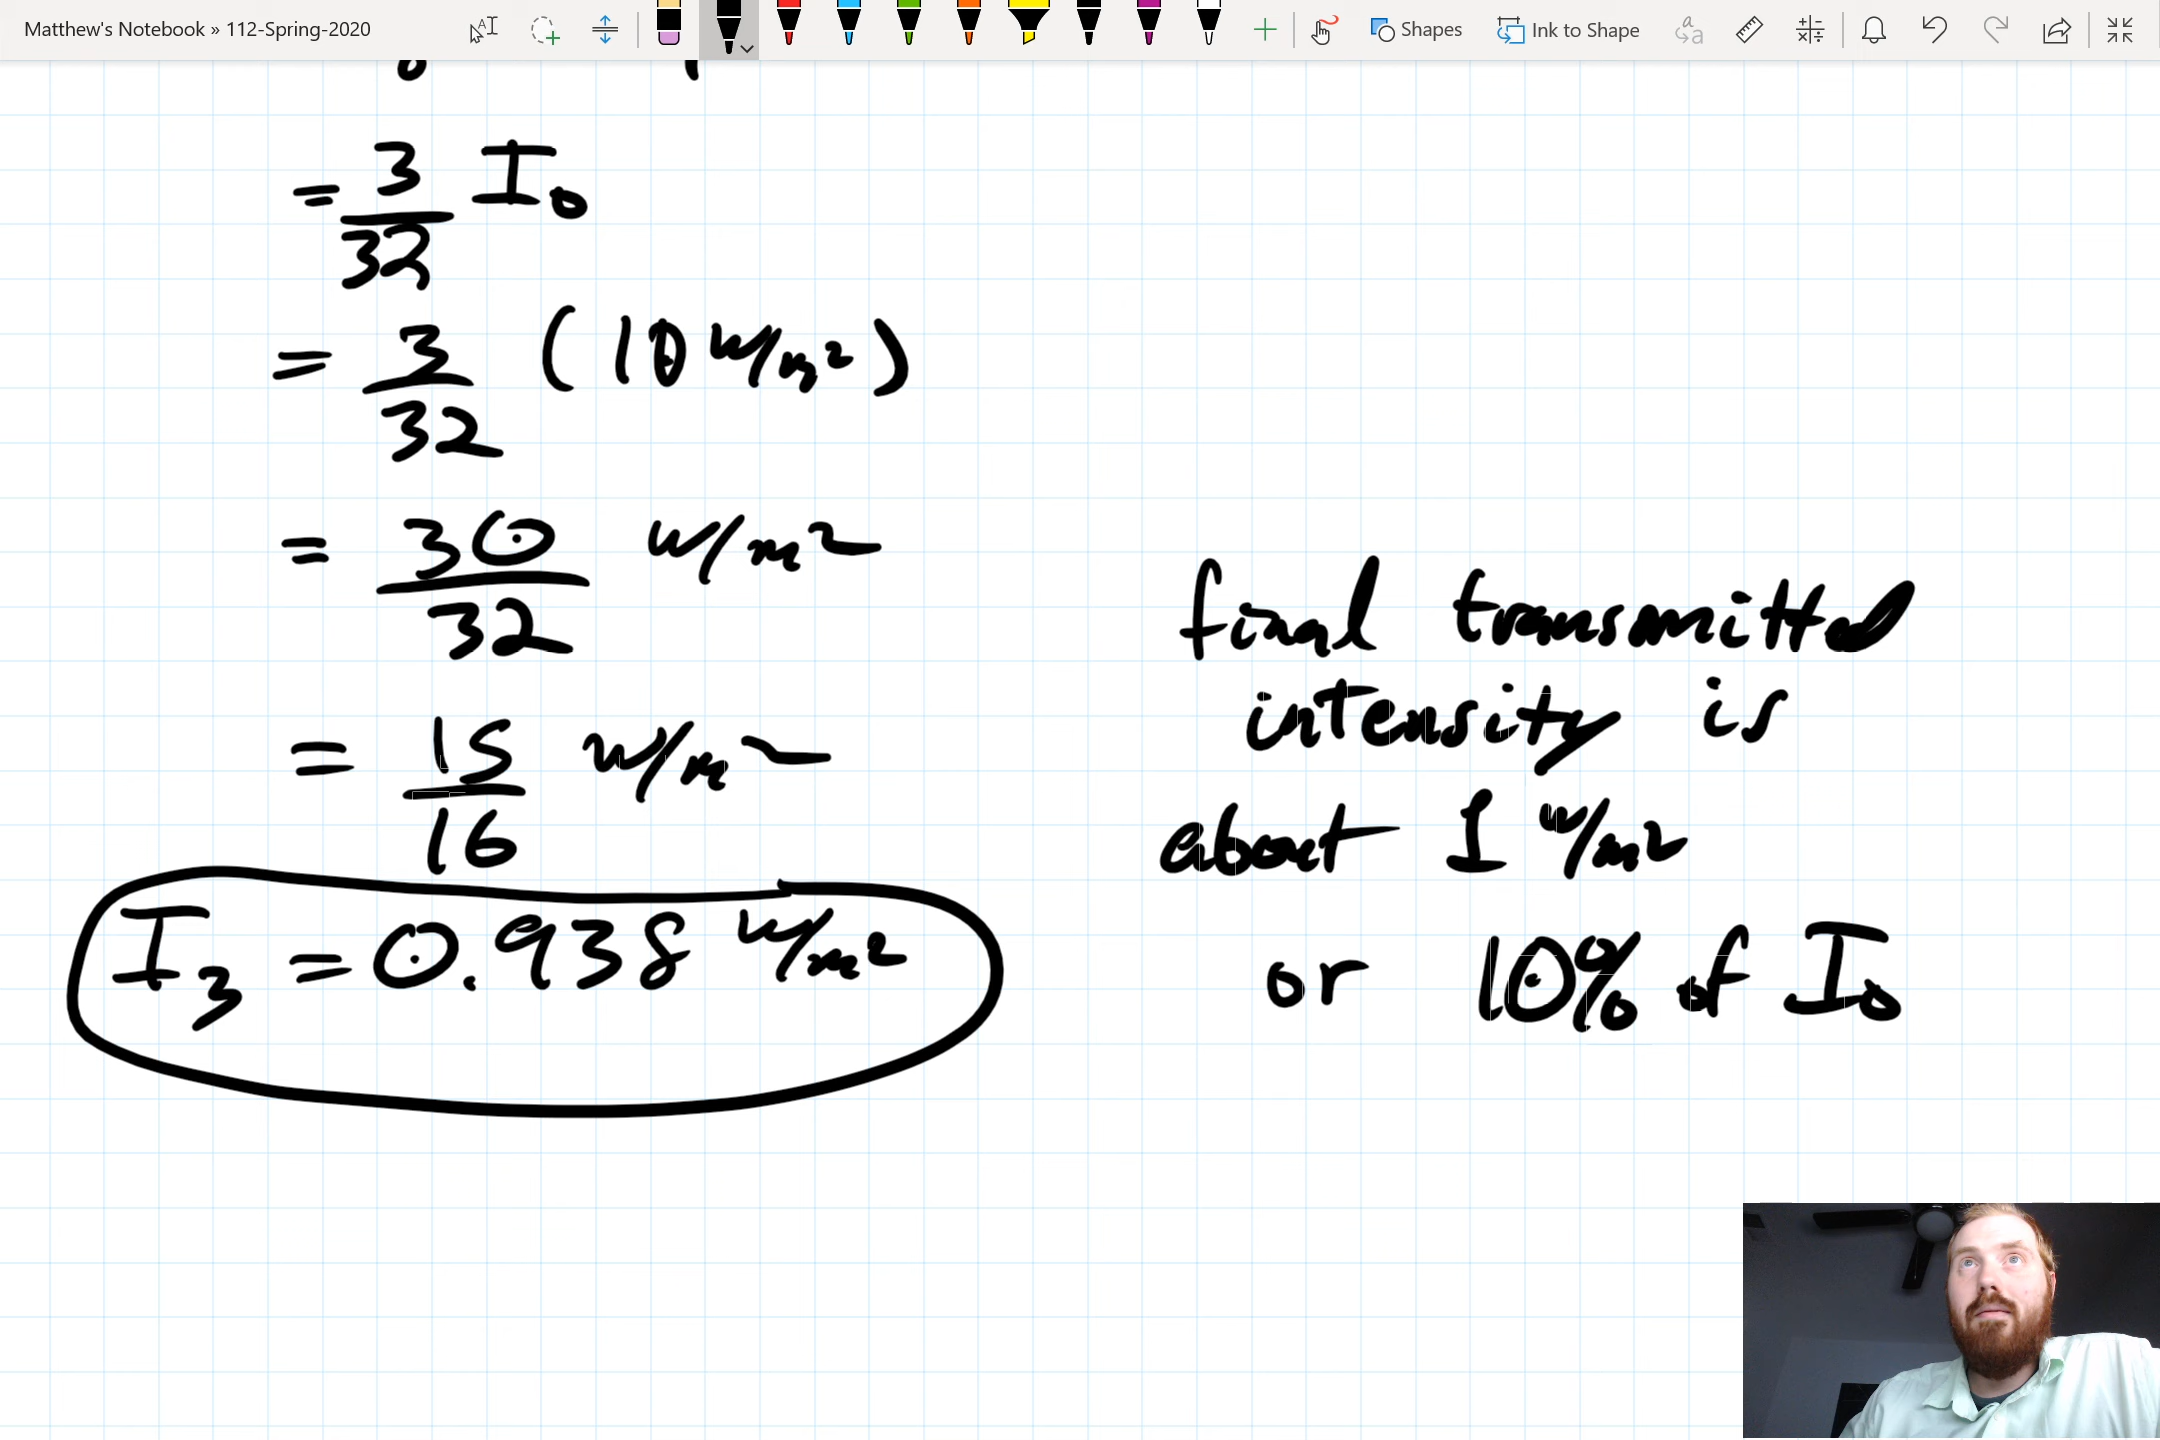 Matthew's Notebook » 112-Spring-2020
Shapes
Ink to Shape
= 3/32 I₀
= 3/32 (10 W/m²)
= 30/32 W/m²
= 15/16 W/m²
I₃ = 0.938 W/m²
final transmitted
intensity is
about 1 W/m²
or 10% of I₀